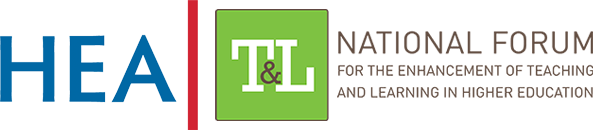 HEA
T&L
NATIONAL FORUM
FOR THE ENHANCEMENT OF TEACHING
AND LEARNING IN HIGHER EDUCATION